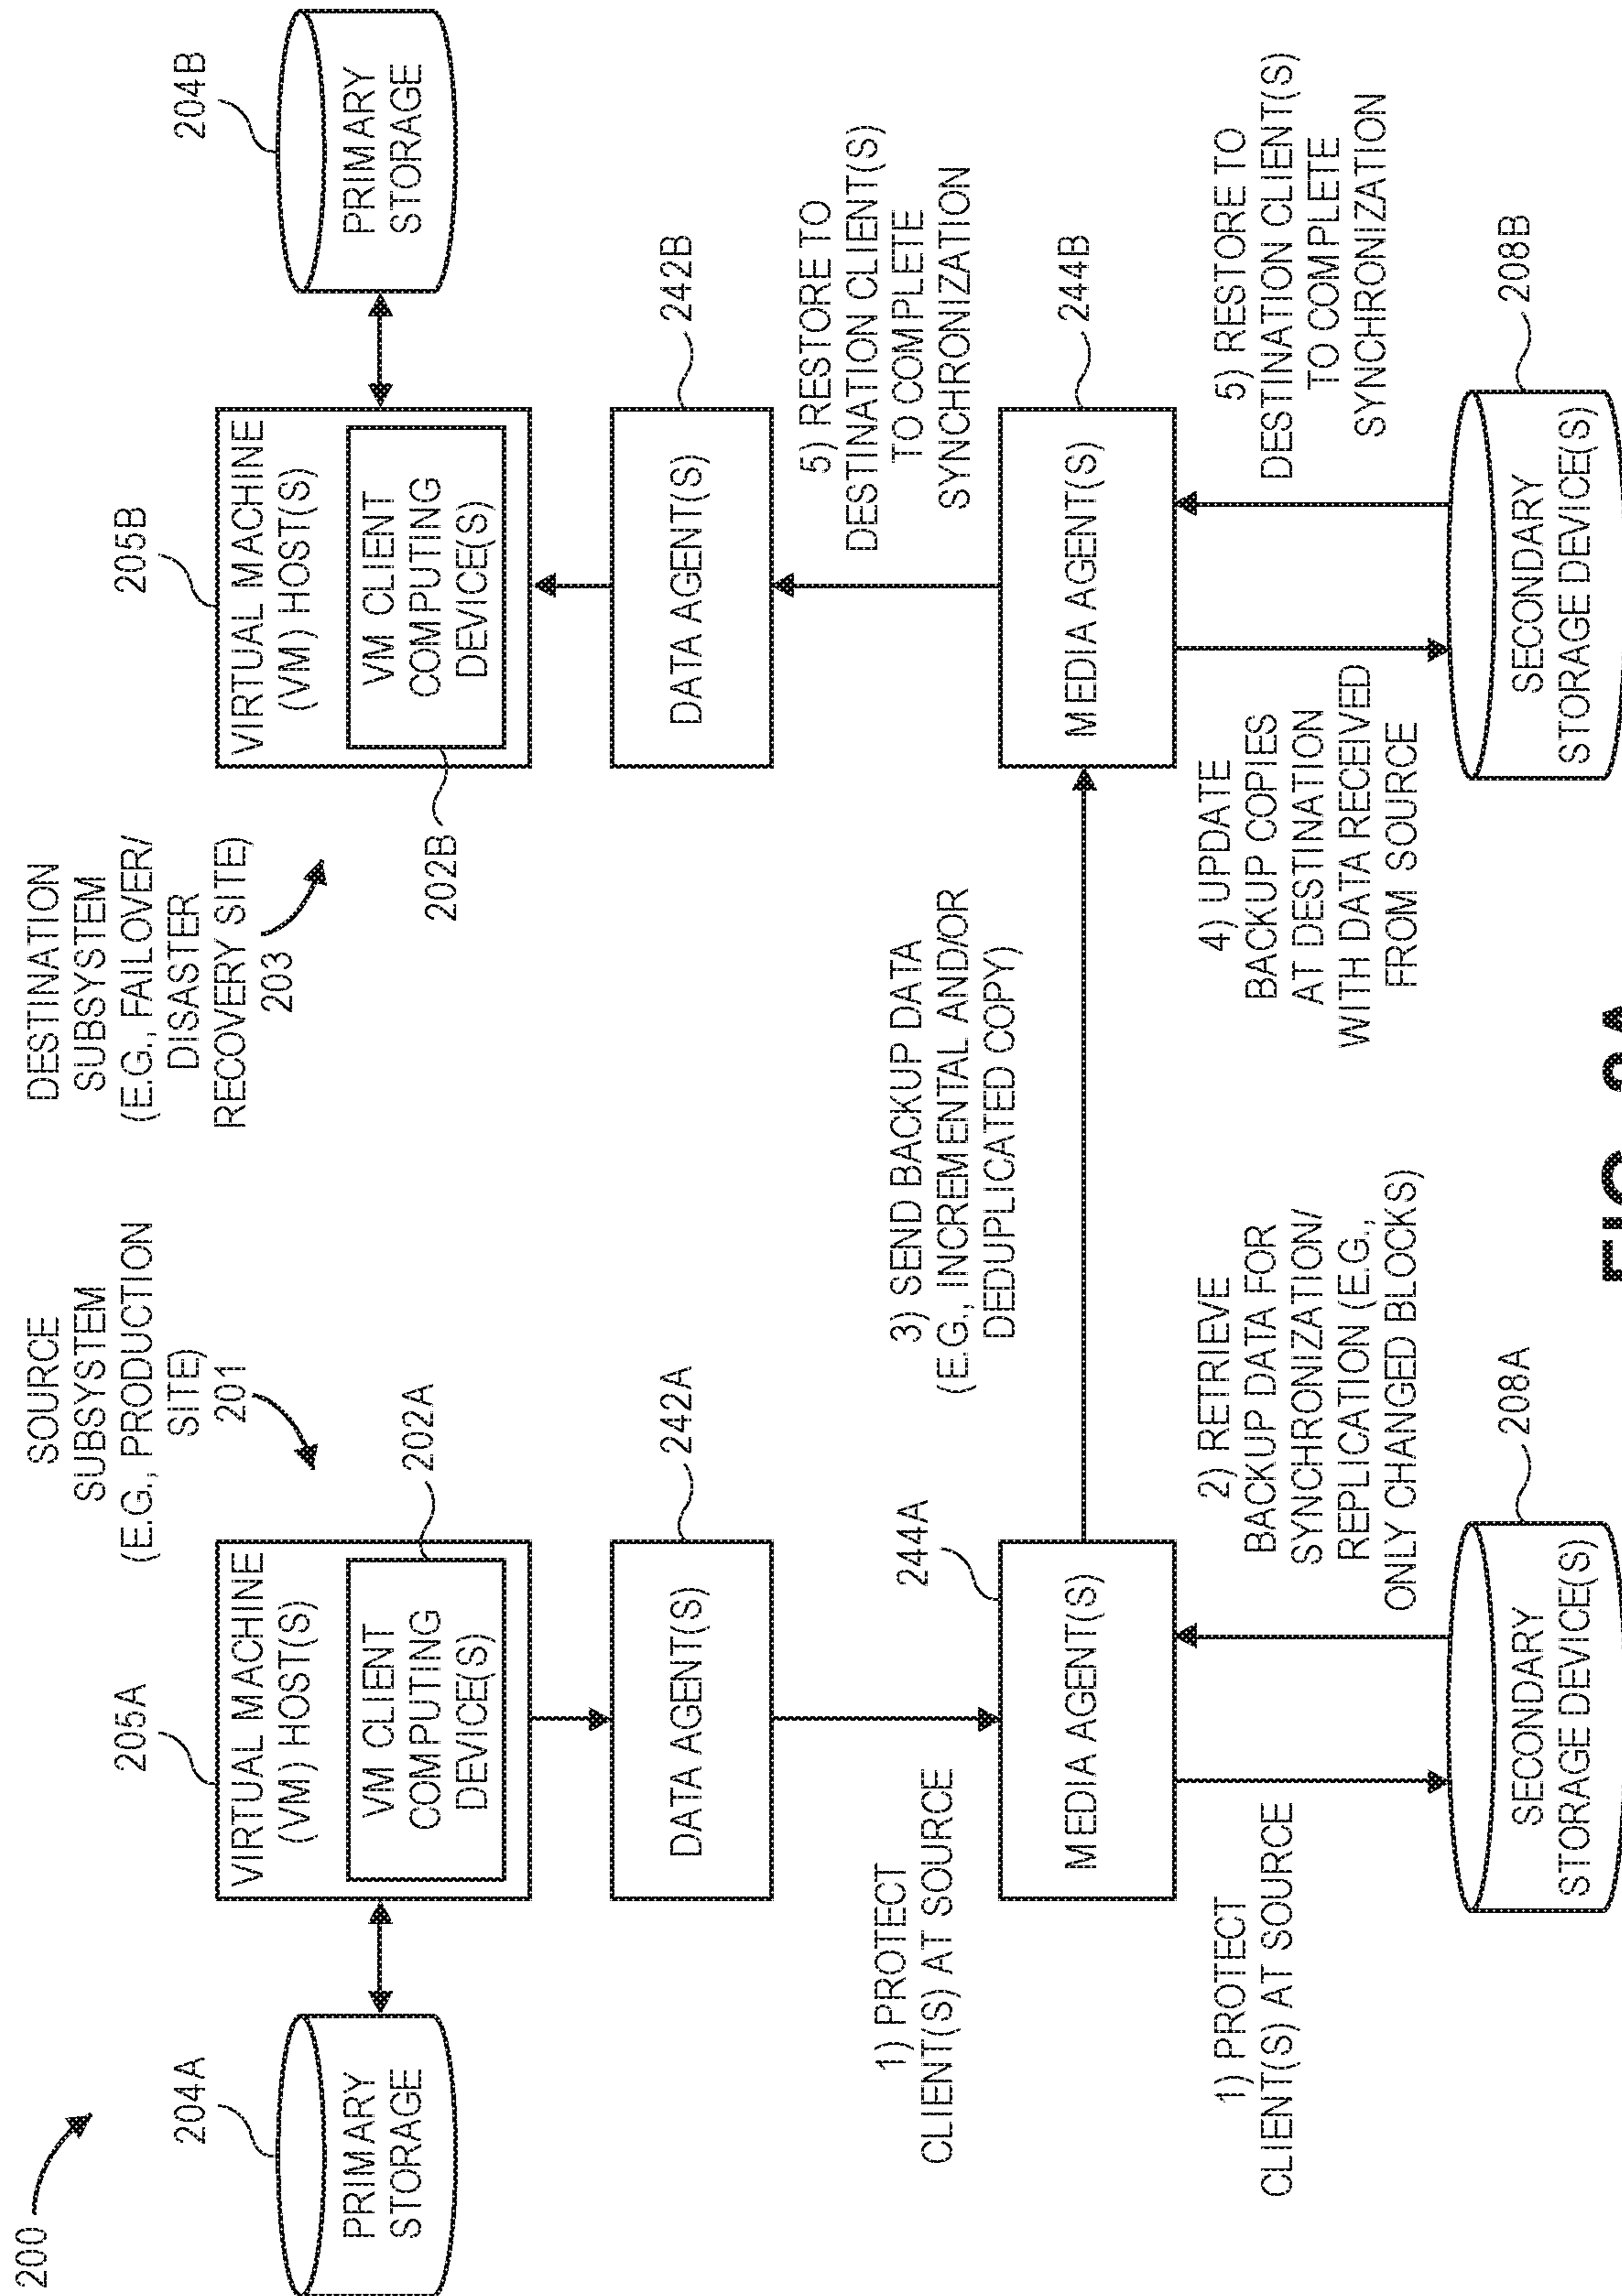 200
SOURCE
SUBSYSTEM
(E.G., PRODUCTION
SITE)
201
DESTINATION
SUBSYSTEM
(E.G., FAILOVER/
DISASTER
RECOVERY SITE)
203
204A
PRIMARY
STORAGE
205A
VIRTUAL MACHINE
(VM) HOST(S)
VM CLIENT
COMPUTING
DEVICE(S)
202A
205B
VIRTUAL MACHINE
(VM) HOST(S)
VM CLIENT
COMPUTING
DEVICE(S)
202B
204B
PRIMARY
STORAGE
DATA AGENT(S)
242A
DATA AGENT(S)
242B
1) PROTECT
CLIENT(S) AT SOURCE
3) SEND BACKUP DATA
(E.G., INCREMENTAL AND/OR
DEDUPLICATED COPY)
5) RESTORE TO
DESTINATION CLIENT(S)
TO COMPLETE
SYNCHRONIZATION
244A
MEDIA AGENT(S)
MEDIA AGENT(S)
244B
1) PROTECT
CLIENT(S) AT SOURCE
2) RETRIEVE
BACKUP DATA FOR
SYNCHRONIZATION/
REPLICATION (E.G.,
ONLY CHANGED BLOCKS)
4) UPDATE
BACKUP COPIES
AT DESTINATION
WITH DATA RECEIVED
FROM SOURCE
5) RESTORE TO
DESTINATION CLIENT(S)
TO COMPLETE
SYNCHRONIZATION
SECONDARY
STORAGE DEVICE(S)
208A
SECONDARY
STORAGE DEVICE(S)
208B